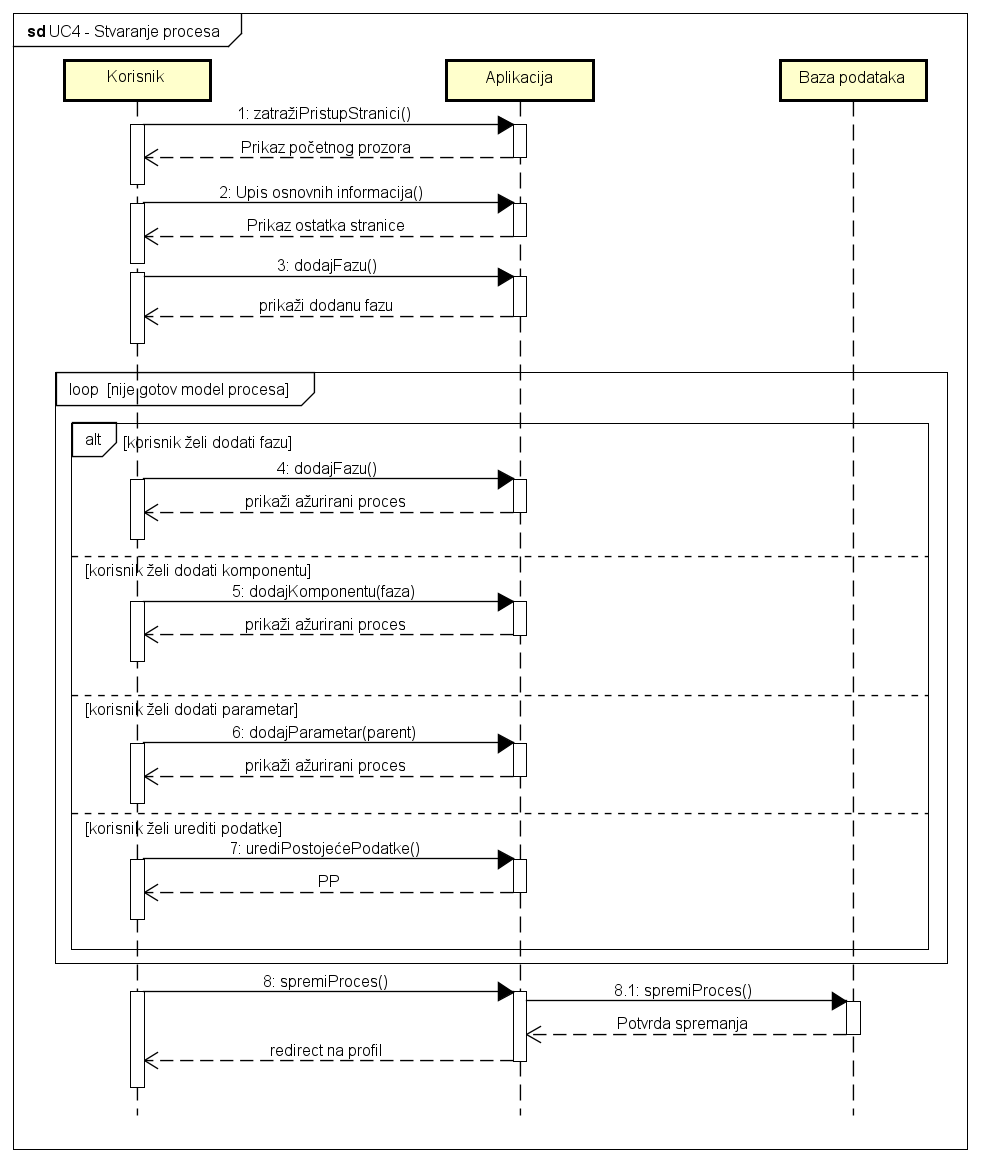 sd UC4 - Stvaranje procesa
Korisnik
Aplikacija
Baza podataka
1: zatražiPristupStranici()
Prikaz početnog prozora
2: Upis osnovnih informacija()
Prikaz ostatka stranice
3: dodajFazu()
prikaži dodanu fazu
loop [nije gotov model procesa]
alt [korisnik želi dodati fazu]
4: dodajFazu()
prikaži ažurirani proces
[korisnik želi dodati komponentu]
5: dodajKomponentu(faza)
prikaži ažurirani proces
[korisnik želi dodati parametar]
6: dodajParametar(parent)
prikaži ažurirani proces
[korisnik želi urediti podatke]
7: urediPostojećePodatke()
PP
8: spremiProces()
8.1: spremiProces()
Potvrda spremanja
redirect na profil